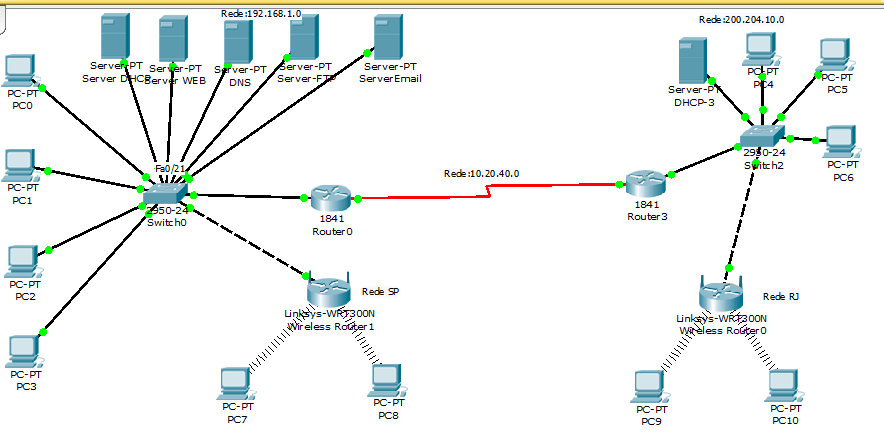 Rede:192.168.1.0
Server-PT
Server DHCP
Server-PT
Server WEB
Server-PT
DNS
Server-PT
Server-FTP
Server-PT
ServerEmail
PC-PT
PC0
PC-PT
PC1
PC-PT
PC2
PC-PT
PC3
Fa0/21
2950-24
Switch0
1841
Router0
Rede:10.20.40.0
1841
Router3
Rede SP
Linksys-WRT300N
Wireless Router1
PC-PT
PC7
PC-PT
PC8
Rede:200.204.10.0
Server-PT
DHCP-3
PC-PT
PC4
PC-PT
PC5
PC-PT
PC6
2950-24
Switch2
Rede RJ
Linksys-WRT300N
Wireless Router0
PC-PT
PC9
PC-PT
PC10